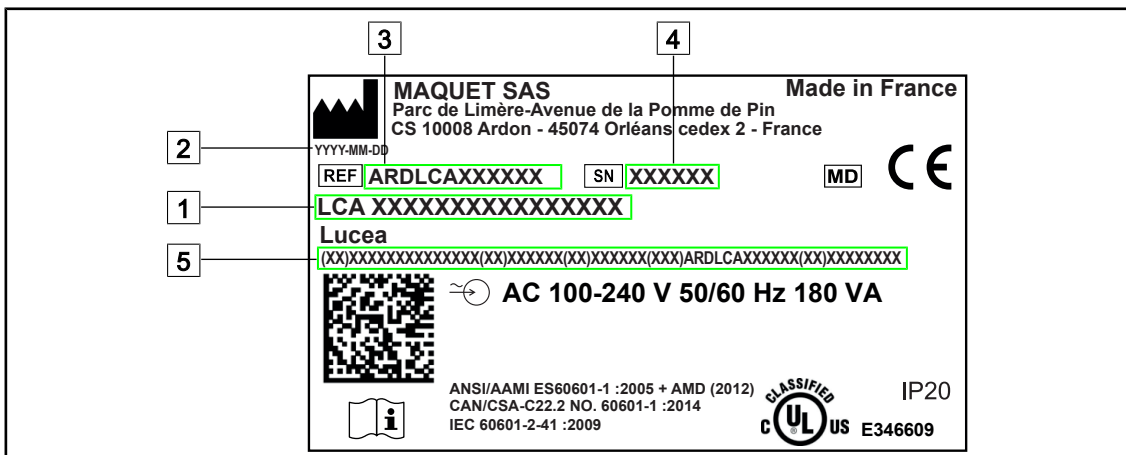 3
4
MAQUET SAS
Made in France
Parc de Limère-Avenue de la Pomme de Pin
CS 10008 Ardon - 45074 Orléans cedex 2 - France
2
YYYY-MM-DD
REF ARDLCAXXXXXX SN XXXXXX MD CE
1
LCA XXXXXXXXXXXXXXXX
Lucea
5
(XX)XXXXXXXXXXXXXX(XX)XXXXXX(XX)XXXXXX(XXX)ARDLCAXXXXXX(XX)XXXXXXXX
AC 100-240 V 50/60 Hz 180 VA
ANSI/AAMI ES60601-1 :2005 + AMD (2012)
CAN/CSA-C22.2 NO. 60601-1 :2014
IEC 60601-2-41 :2009
i
CLASSIFIED
C UL ® US
E346609
IP20